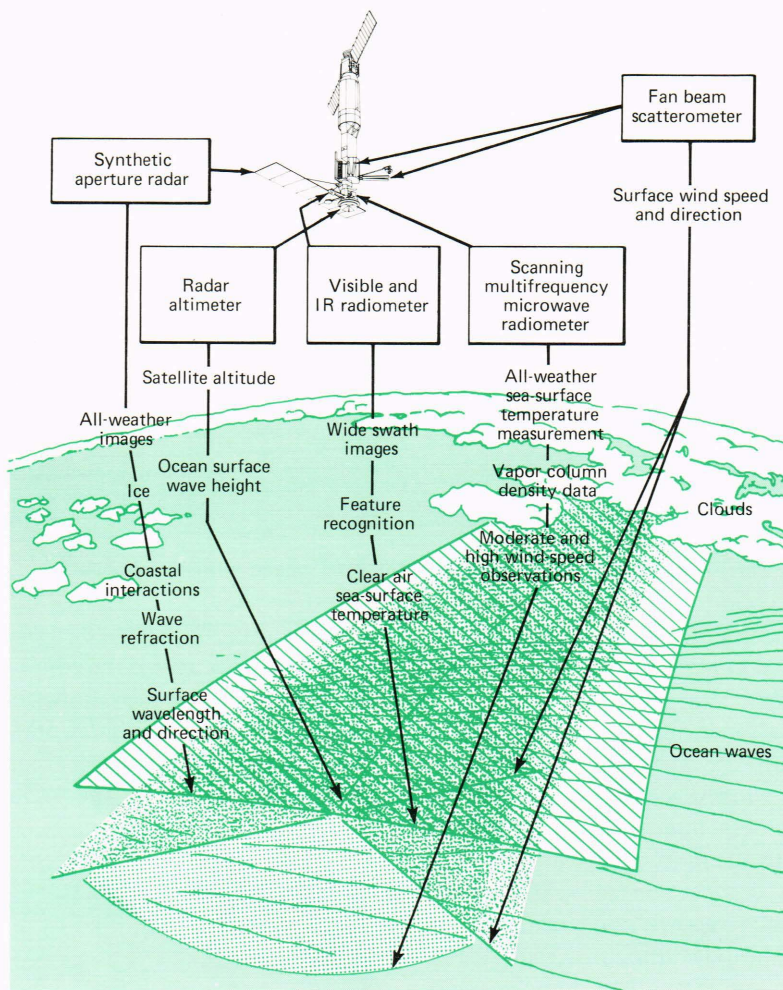 Fan beam
scatterometer
Synthetic
aperture radar
Surface wind speed
and direction
Radar
altimeter
Visible and
IR radiometer
Scanning
multifrequency
microwave
radiometer
Satellite altitude
All-weather
sea-surface
temperature
measurement
All-weather
images
Wide swath
images
Ocean surface
wave height
Vapor column
density data
Ice
Feature
recognition
Clouds
Moderate and
high wind-speed
observations
Coastal
interactions
Clear air
sea-surface
temperature
Wave
refraction
Surface
wavelength
and direction
Ocean waves